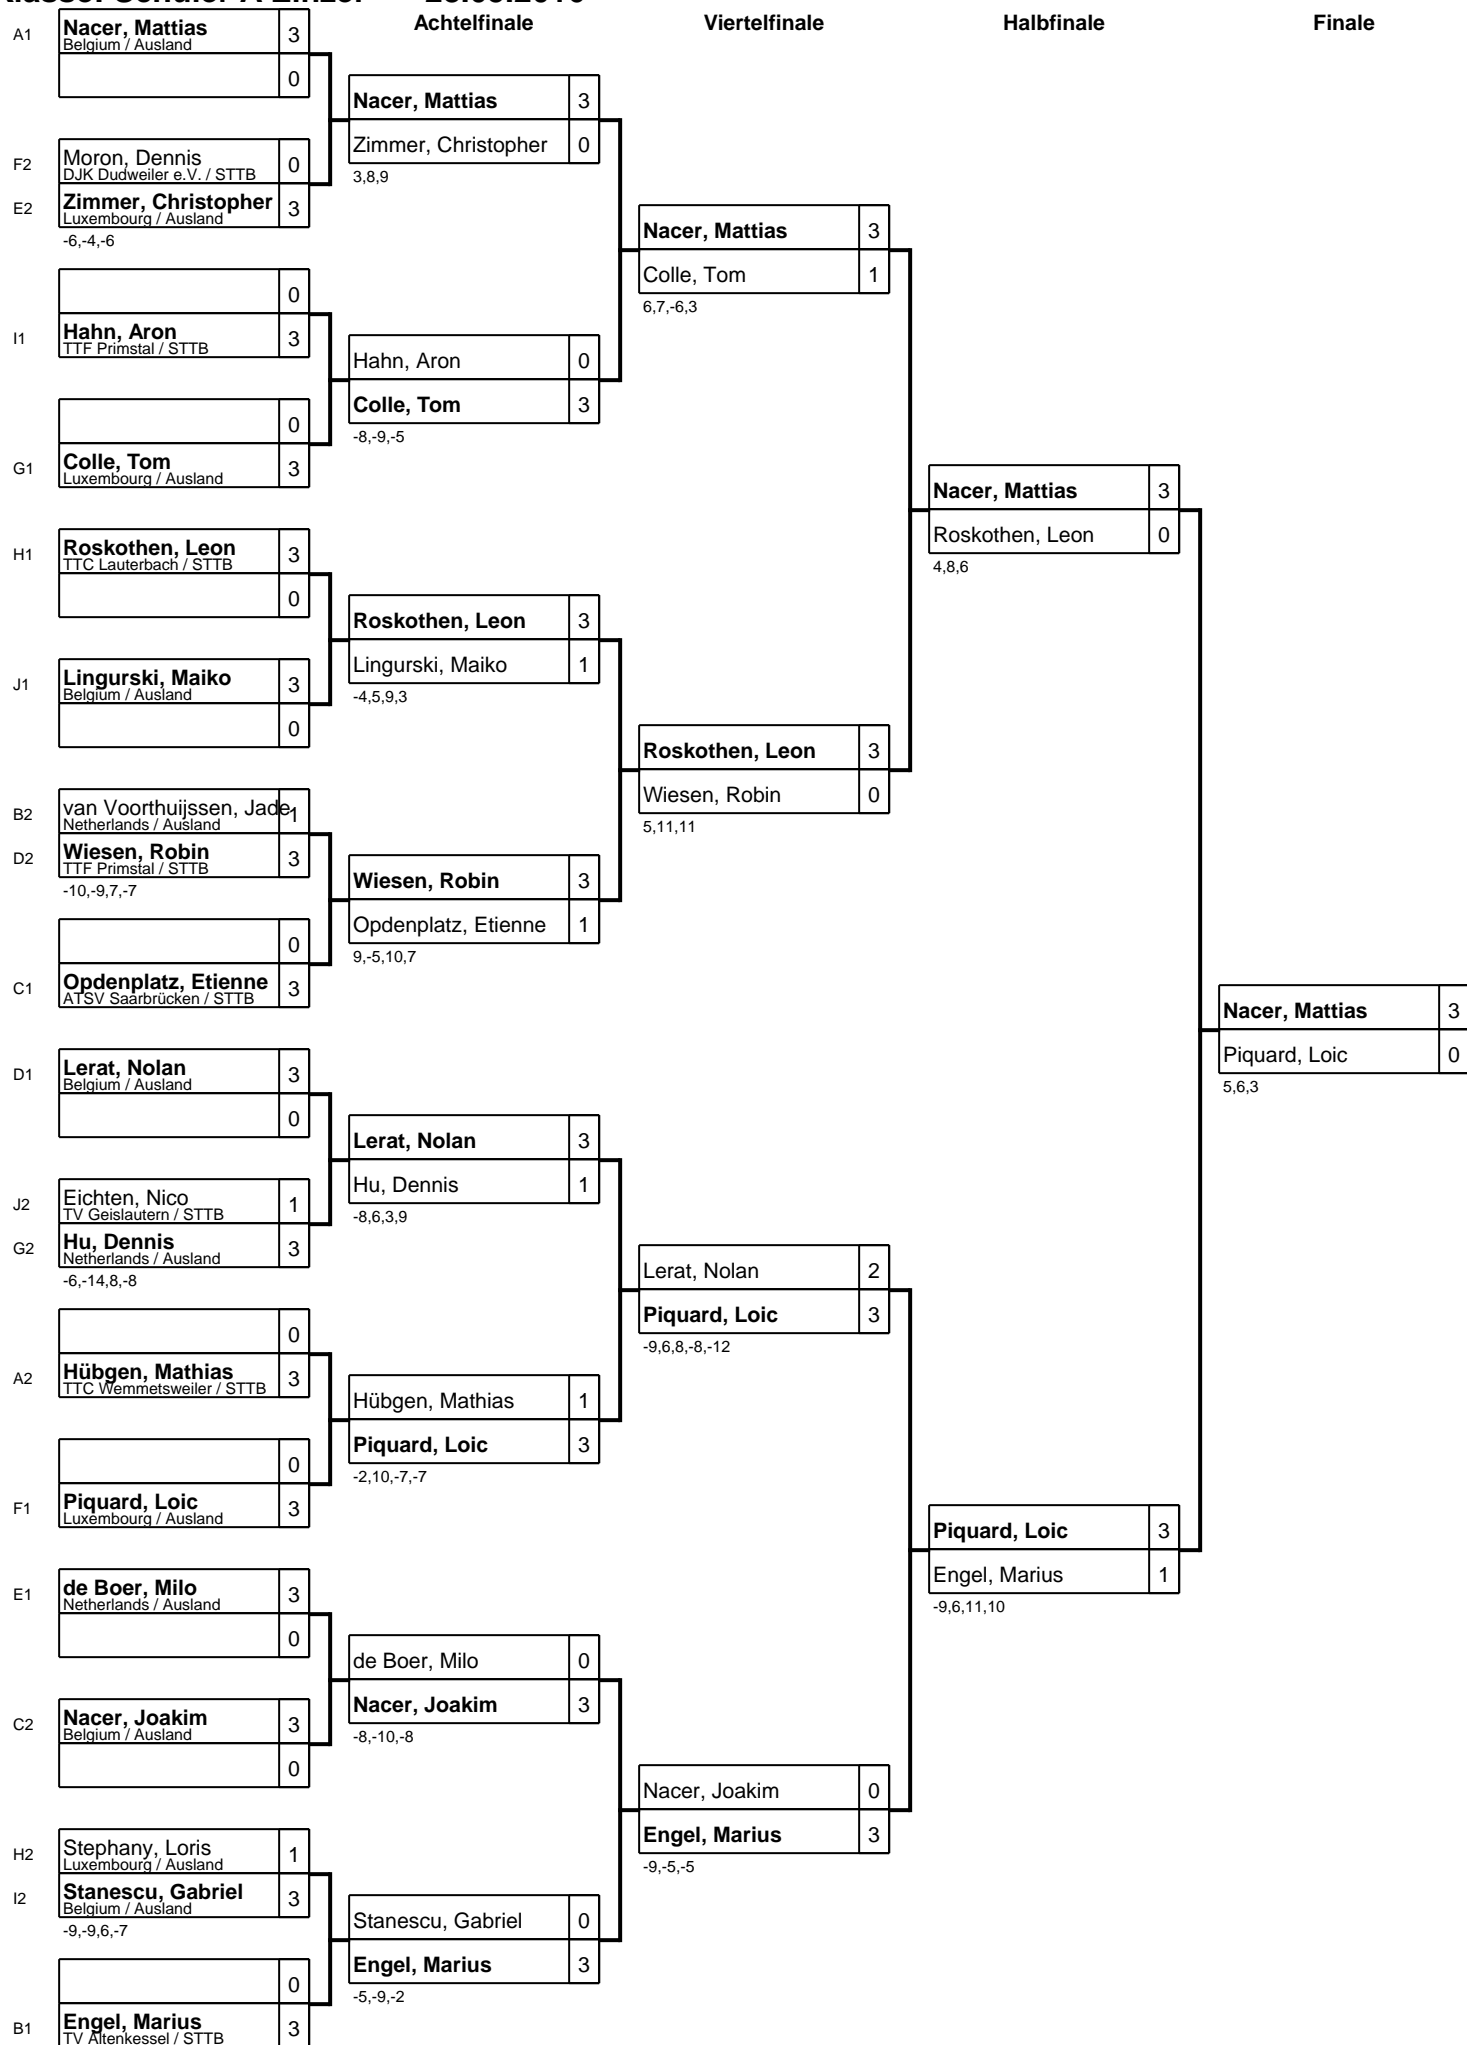 Achtelfinale Viertelfinale Halbfinale Finale
A1 Nacer, Mattias 3
Belgium / Ausland
0
Nacer, Mattias 3
Zimmer, Christopher 0
3,8,9
F2 Moron, Dennis 0
DJK Dudweiler e.V. / STTB
E2 Zimmer, Christopher 3
Luxembourg / Ausland
-6,-4,-6
Nacer, Mattias 3
Colle, Tom 1
6,7,-6,3
0
I1 Hahn, Aron 3
TTF Primstal / STTB
Hahn, Aron 0
Colle, Tom 3
-8,-9,-5
0
G1 Colle, Tom 3
Luxembourg / Ausland
Nacer, Mattias 3
Roskothen, Leon 0
4,8,6
H1 Roskothen, Leon 3
TTC Lauterbach / STTB
0
Roskothen, Leon 3
Lingurski, Maiko 1
-4,5,9,3
J1 Lingurski, Maiko 3
Belgium / Ausland
0
Roskothen, Leon 3
Wiesen, Robin 0
5,11,11
B2 van Voorthuijssen, Jade 1
Netherlands / Ausland
D2 Wiesen, Robin 3
TTF Primstal / STTB
-10,-9,7,-7
Wiesen, Robin 3
Opdenplatz, Etienne 1
9,-5,10,7
0
C1 Opdenplatz, Etienne 3
ATSV Saarbrücken / STTB
Nacer, Mattias 3
Piquard, Loic 0
5,6,3
D1 Lerat, Nolan 3
Belgium / Ausland
0
Lerat, Nolan 3
Hu, Dennis 1
-8,6,3,9
J2 Eichten, Nico 1
TV Geislautern / STTB
G2 Hu, Dennis 3
Netherlands / Ausland
-6,-14,8,-8
Lerat, Nolan 2
Piquard, Loic 3
-9,6,8,-8,-12
0
A2 Hübgen, Mathias 3
TTC Wemmetsweiler / STTB
Hübgen, Mathias 1
Piquard, Loic 3
-2,10,-7,-7
0
F1 Piquard, Loic 3
Luxembourg / Ausland
Piquard, Loic 3
Engel, Marius 1
-9,6,11,10
E1 de Boer, Milo 3
Netherlands / Ausland
0
de Boer, Milo 0
Nacer, Joakim 3
-8,-10,-8
C2 Nacer, Joakim 3
Belgium / Ausland
0
Nacer, Joakim 0
Engel, Marius 3
-9,-5,-5
H2 Stephany, Loris 1
Luxembourg / Ausland
I2 Stanescu, Gabriel 3
Belgium / Ausland
-9,-9,6,-7
Stanescu, Gabriel 0
Engel, Marius 3
-5,-9,-2
0
B1 Engel, Marius 3
TV Altenkessel / STTB